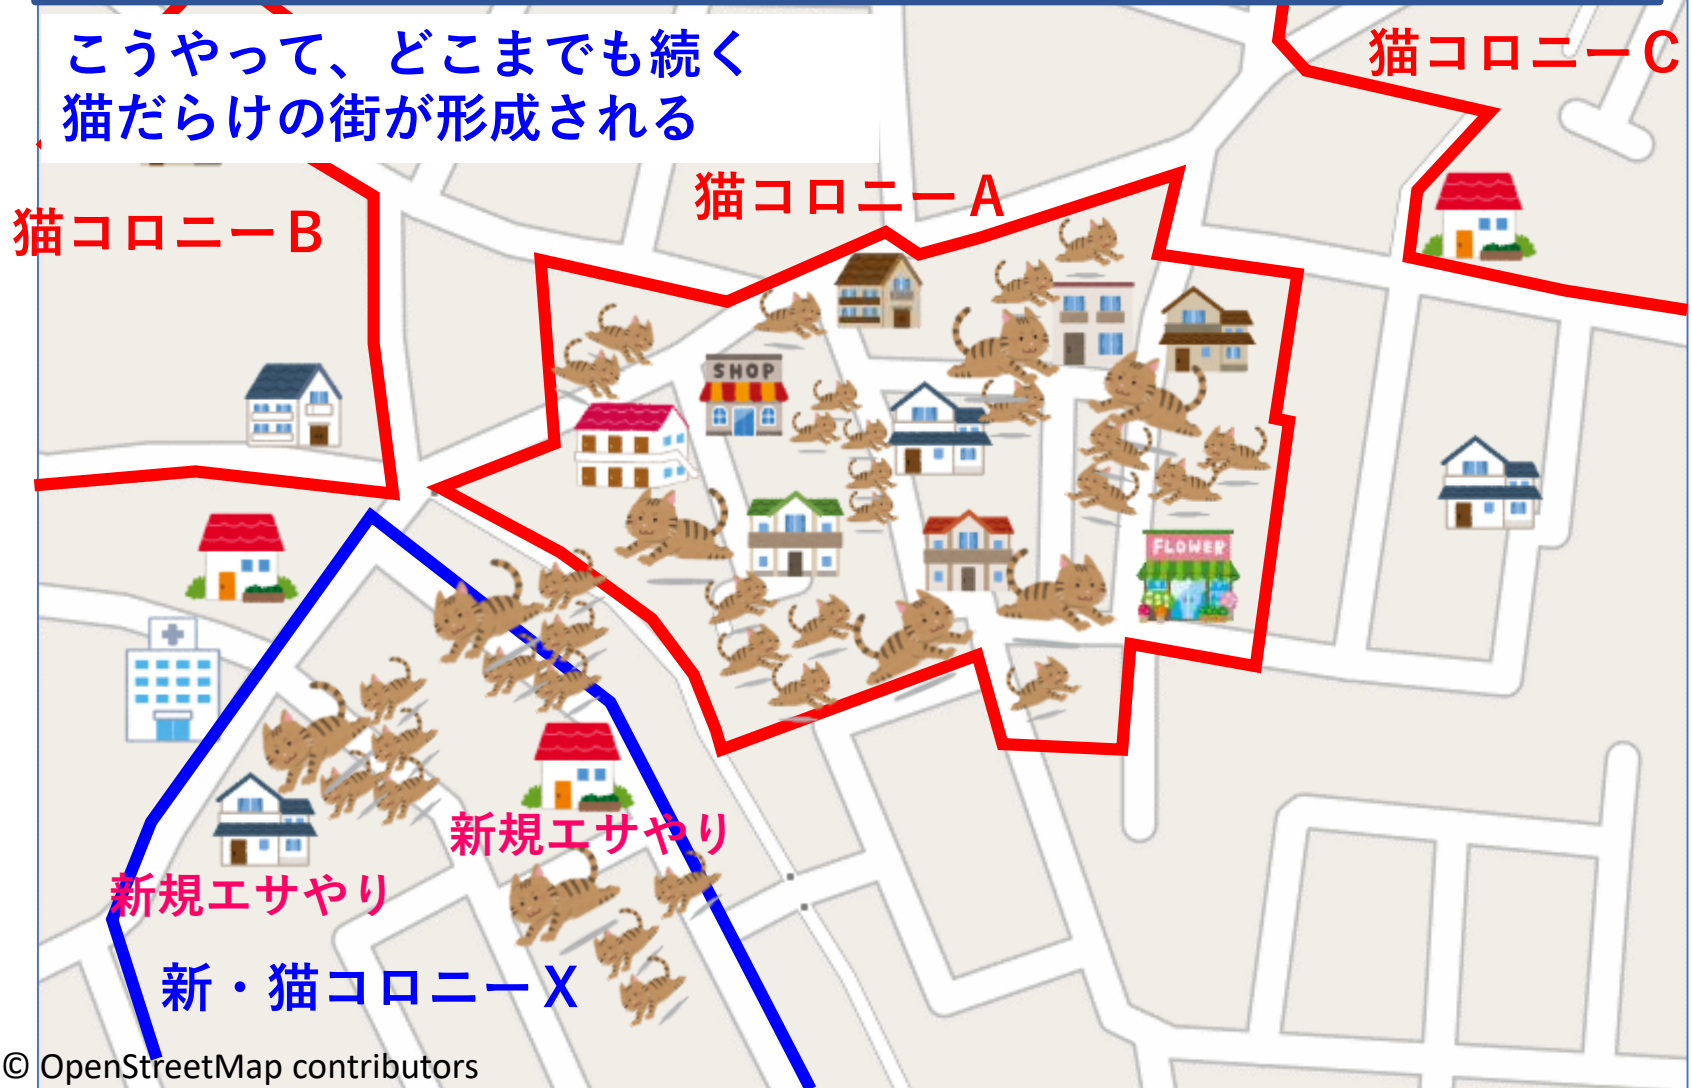 こうやって、どこまでも続く
猫だらけの街が形成される
猫コロニーC
猫コロニーA
猫コロニーB
SHOP
FLOWER
新規エサやり
新規エサやり
新・猫コロニーX
© OpenStreetMap contributors